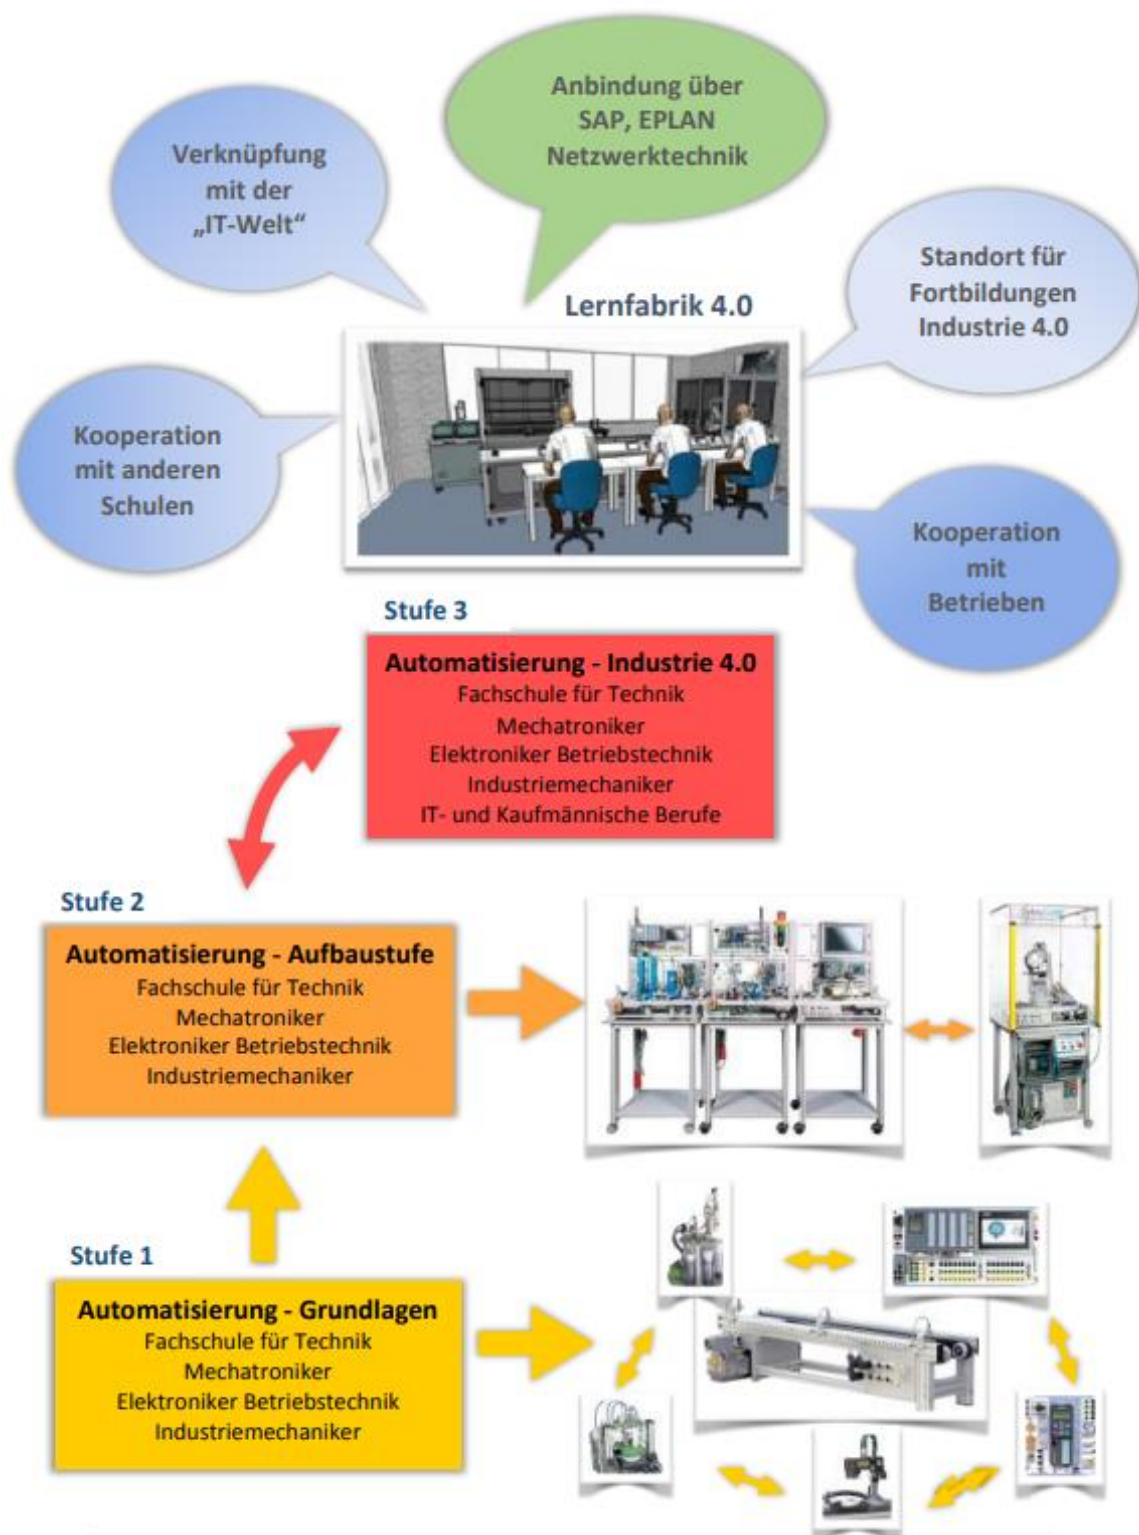 Anbindung über
SAP, EPLAN
Netzwerktechnik
Verknüpfung
mit der
„IT-Welt“
Standort für
Fortbildungen
Industrie 4.0
Lernfabrik 4.0
Kooperation
mit anderen
Schulen
Kooperation
mit
Betrieben
Stufe 3
Automatisierung - Industrie 4.0
Fachschule für Technik
Mechatroniker
Elektroniker Betriebstechnik
Industriemechaniker
IT- und Kaufmännische Berufe
Stufe 2
Automatisierung - Aufbaustufe
Fachschule für Technik
Mechatroniker
Elektroniker Betriebstechnik
Industriemechaniker
Stufe 1
Automatisierung - Grundlagen
Fachschule für Technik
Mechatroniker
Elektroniker Betriebstechnik
Industriemechaniker